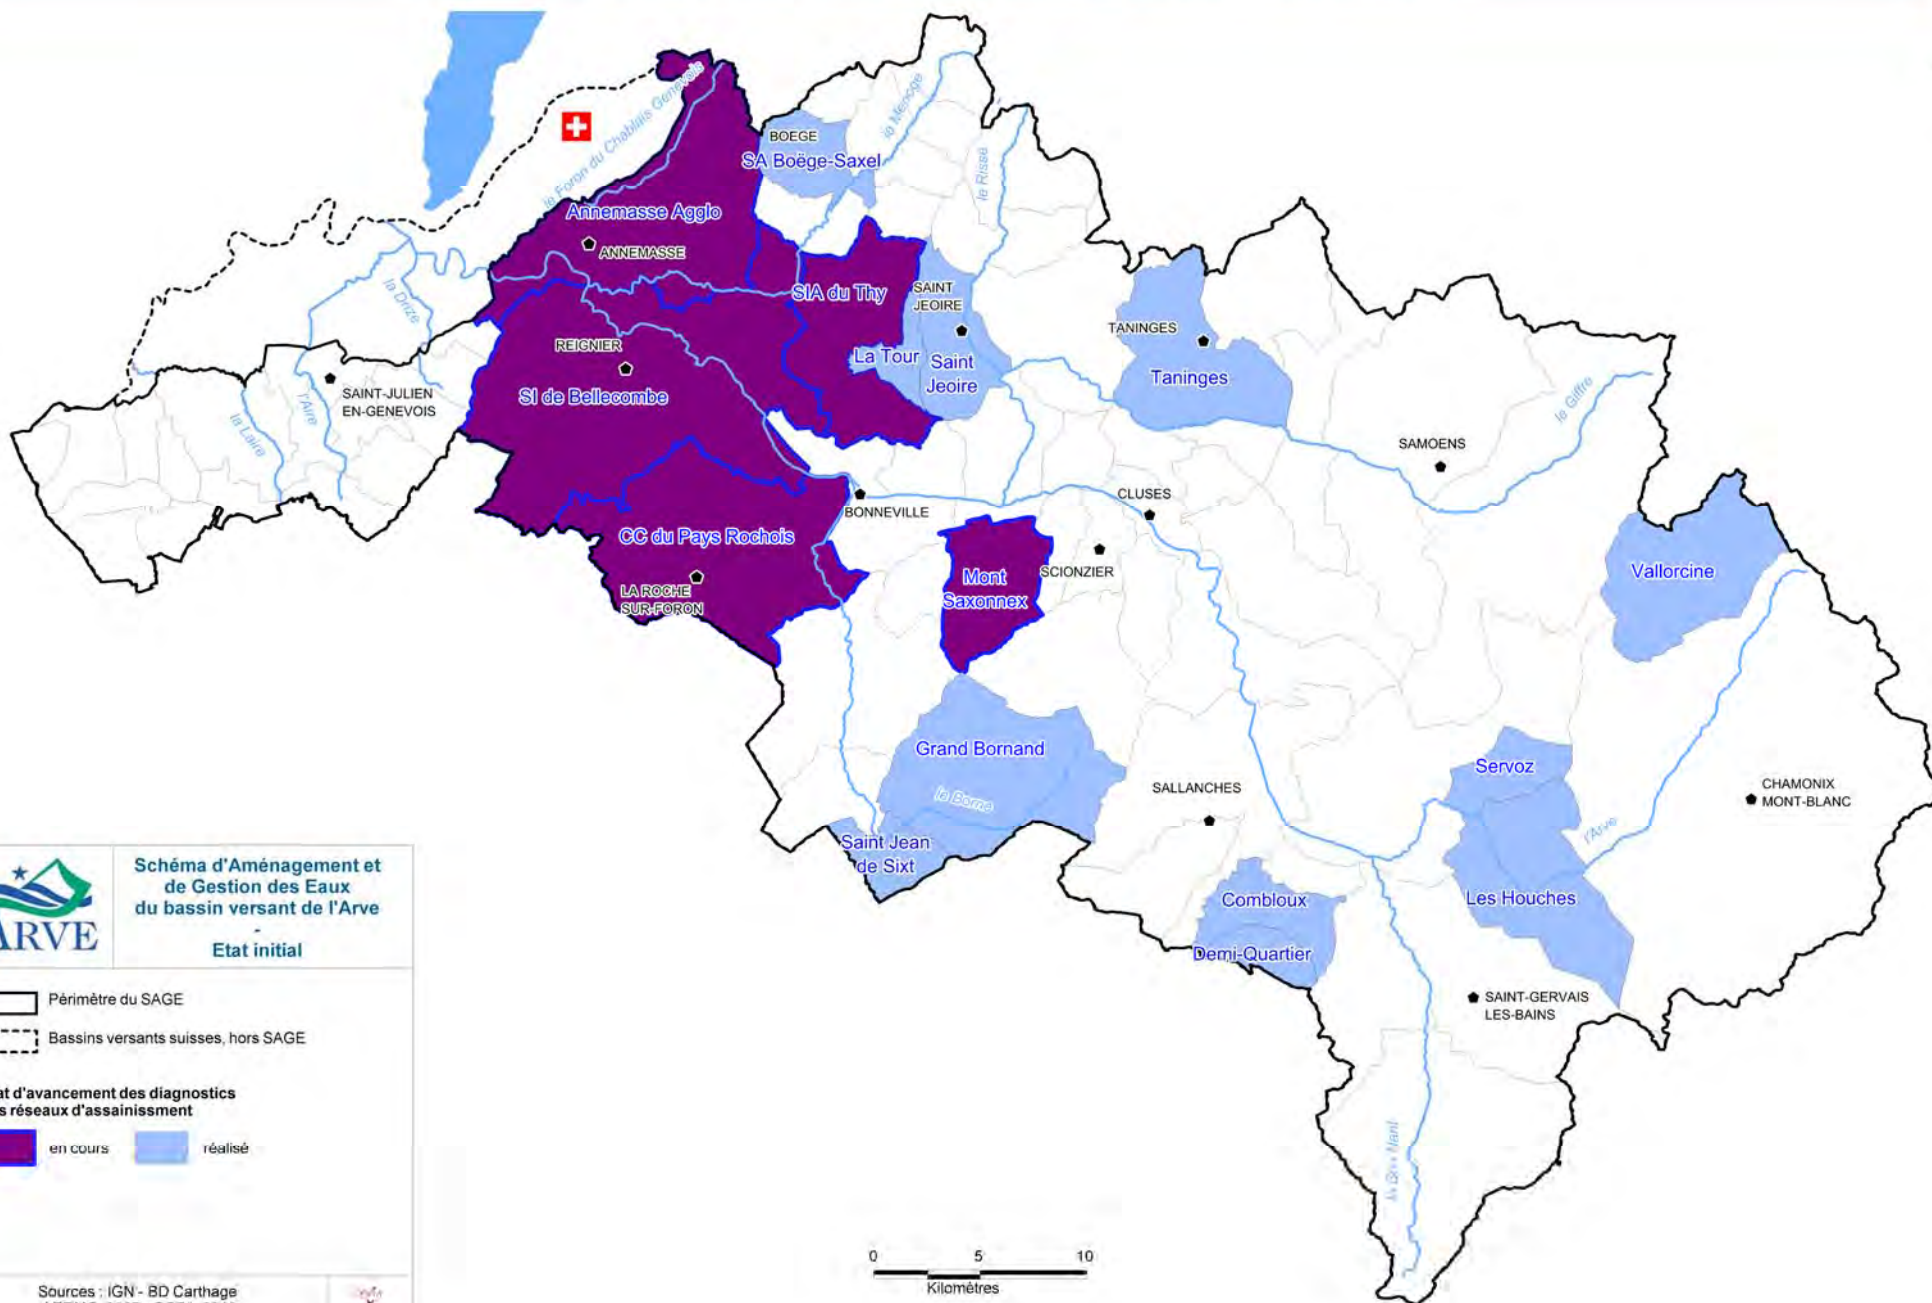 le Foron du Chablais Genevois
la Menoge
BOEGE
SA Boëge-Saxel
le Risse
Annemasse Agglo
ANNEMASSE
la Drize
SIA du Thy
SAINT
JEOIRE
TANINGES
REIGNIER
La Tour
Saint
Jeoire
Taninges
SAINT-JULIEN
EN-GENEVOIS
l'Aire
la Laire
SI de Bellecombe
le Giffre
SAMOENS
CLUSES
BONNEVILLE
CC du Pays Rochois
SCIONZIER
Mont
Saxonnex
Vallorcine
LA ROCHE
SUR-FORON
Grand Bornand
Servoz
SALLANCHES
CHAMONIX
MONT-BLANC
le Borne
l'Arve
Saint Jean
de Sixt
Combloux
Les Houches
Demi-Quartier
SAINT-GERVAIS
LES-BAINS
Nant
ARVE
Schéma d'Aménagement et
de Gestion des Eaux
du bassin versant de l'Arve
-
Etat initial
Périmètre du SAGE
Bassins versants suisses, hors SAGE
at d'avancement des diagnostics
s réseaux d'assainissment
en cours
réalisé
0 5 10
Kilomètres
Sources : IGN - BD Carthage